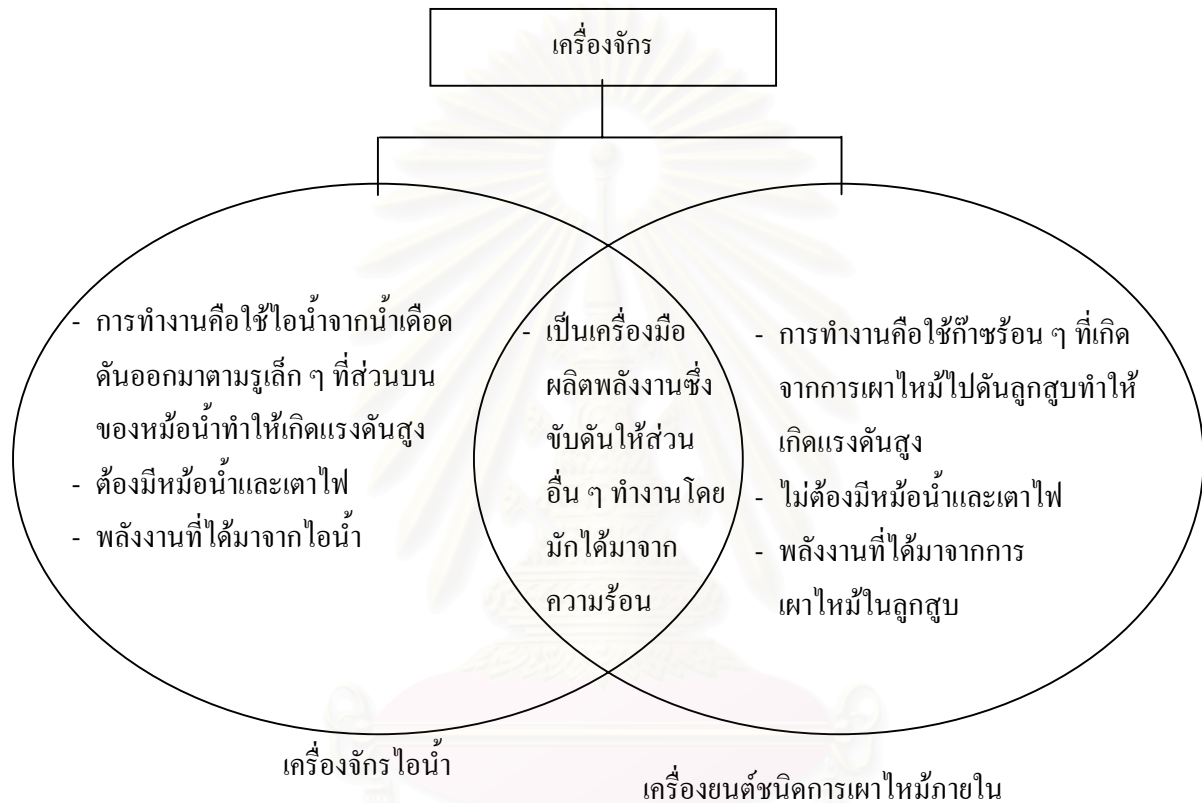 เครื่องจักร
- การทำงานคือใช้ไอน้ำจากน้ำเดือด
ดันออกมาตามรูเล็ก ๆ ที่ส่วนบน
ของหม้อน้ำทำให้เกิดแรงดันสูง
- ต้องมีหม้อน้ำและเตาไฟ
- พลังงานที่ได้มาจากไอน้ำ
- เป็นเครื่องมือ
ผลิตพลังงานซึ่ง
ขับดันให้ส่วน
อื่น ๆ ทำงานโดย
มักได้มาจาก
ความร้อน
- การทำงานคือใช้ก๊าซร้อน ๆ ที่เกิด
จากการเผาไหม้ไปดันลูกสูบทำให้
เกิดแรงดันสูง
- ไม่ต้องมีหม้อน้ำและเตาไฟ
- พลังงานที่ได้มาจากการ
เผาไหม้ในลูกสูบ
เครื่องจักรไอน้ำ
เครื่องยนต์ชนิดการเผาไหม้ภายใน